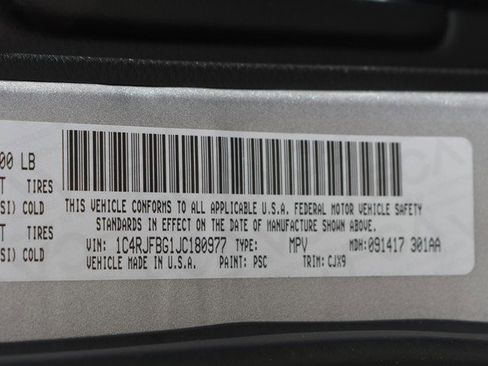 00 LB
T TIRES
SI) COLD
T TIRES
SI) COLD
THIS VEHICLE CONFORMS TO ALL APPLICABLE U.S.A. FEDERAL MOTOR VEHICLE SAFETY
STANDARDS IN EFFECT ON THE DATE OF MANUFACTURE SHOWN ABOVE.
VIN: 1C4RJFBG1JC180977 TYPE: MPV MDH: 091417 301AA
VEHICLE MADE IN U.S.A. PAINT: PSC TRIM: CJX9